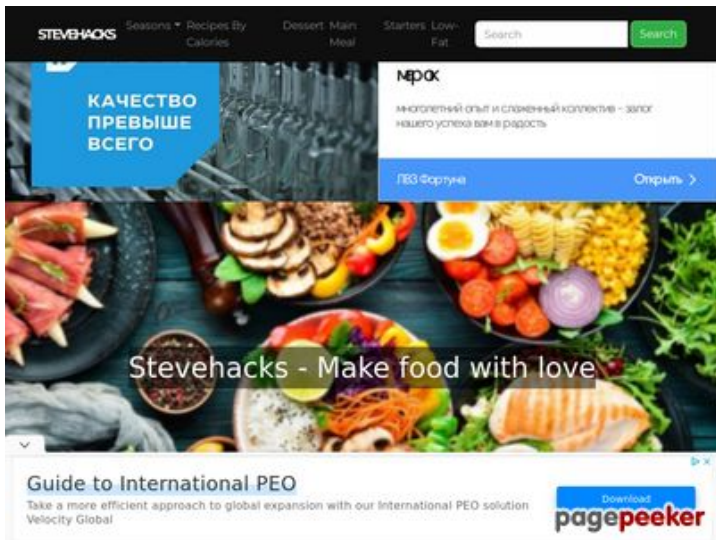 STEVEHACKS
Seasons
Recipes By
Calories
Dessert
Main
Meal
Starters
Low-
Fat
Search
Search
КАЧЕСТВО
ПРЕВЫШЕ
ВСЕГО
марок
многолетний опыт и слаженный коллектив – залог
нашего успеха вам в радость
ЛВЗ Фортуна
Открыть
Stevehacks - Make food with love
Guide to International PEO
Take a more efficient approach to global expansion with our International PEO solution
Velocity Global
Download
pagepeeker